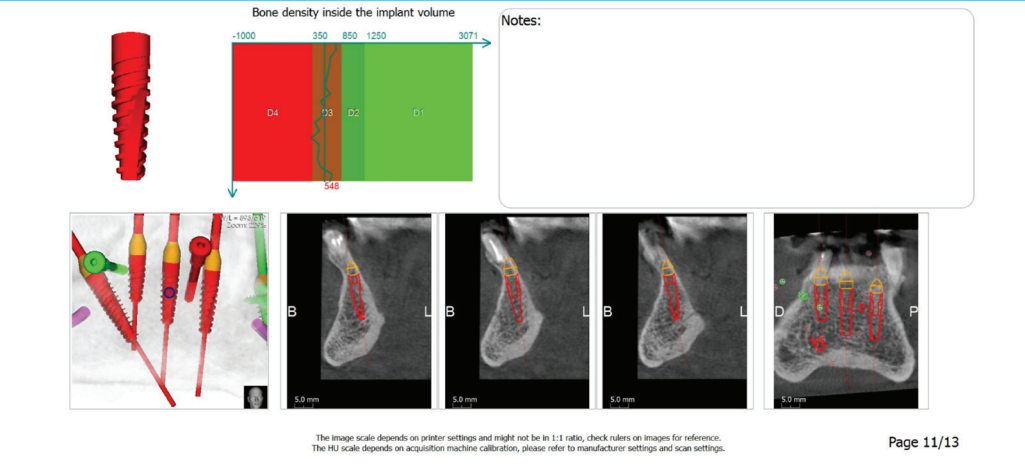 Bone density inside the implant volume
Notes:
-1000 350 850 1250 3071
D4 D3 D2 D1
548
B L B L L D P
5.0 mm 5.0 mm 5.0 mm 5.0 mm
The image scale depends on printer settings and might not be in 1:1 ratio, check rulers on images for reference.
The HU scale depends on acquisition machine calibration, please refer to manufacturer settings and scan settings.
Page 11/13